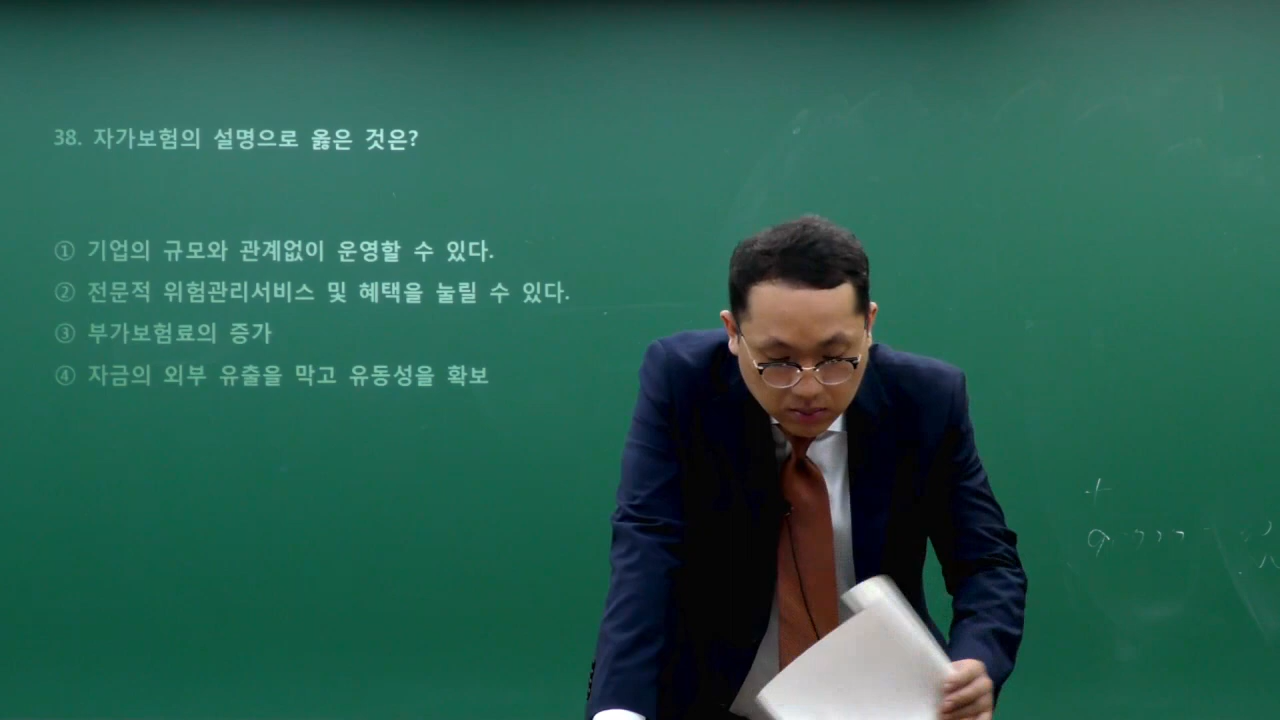 38. 자가보험의 설명으로 옳은 것은?
① 기업의 규모와 관계없이 운영할 수 있다.
② 전문적 위험관리서비스 및 혜택을 눌릴 수 있다.
③ 부가보험료의 증가
④ 자금의 외부 유출을 막고 유동성을 확보